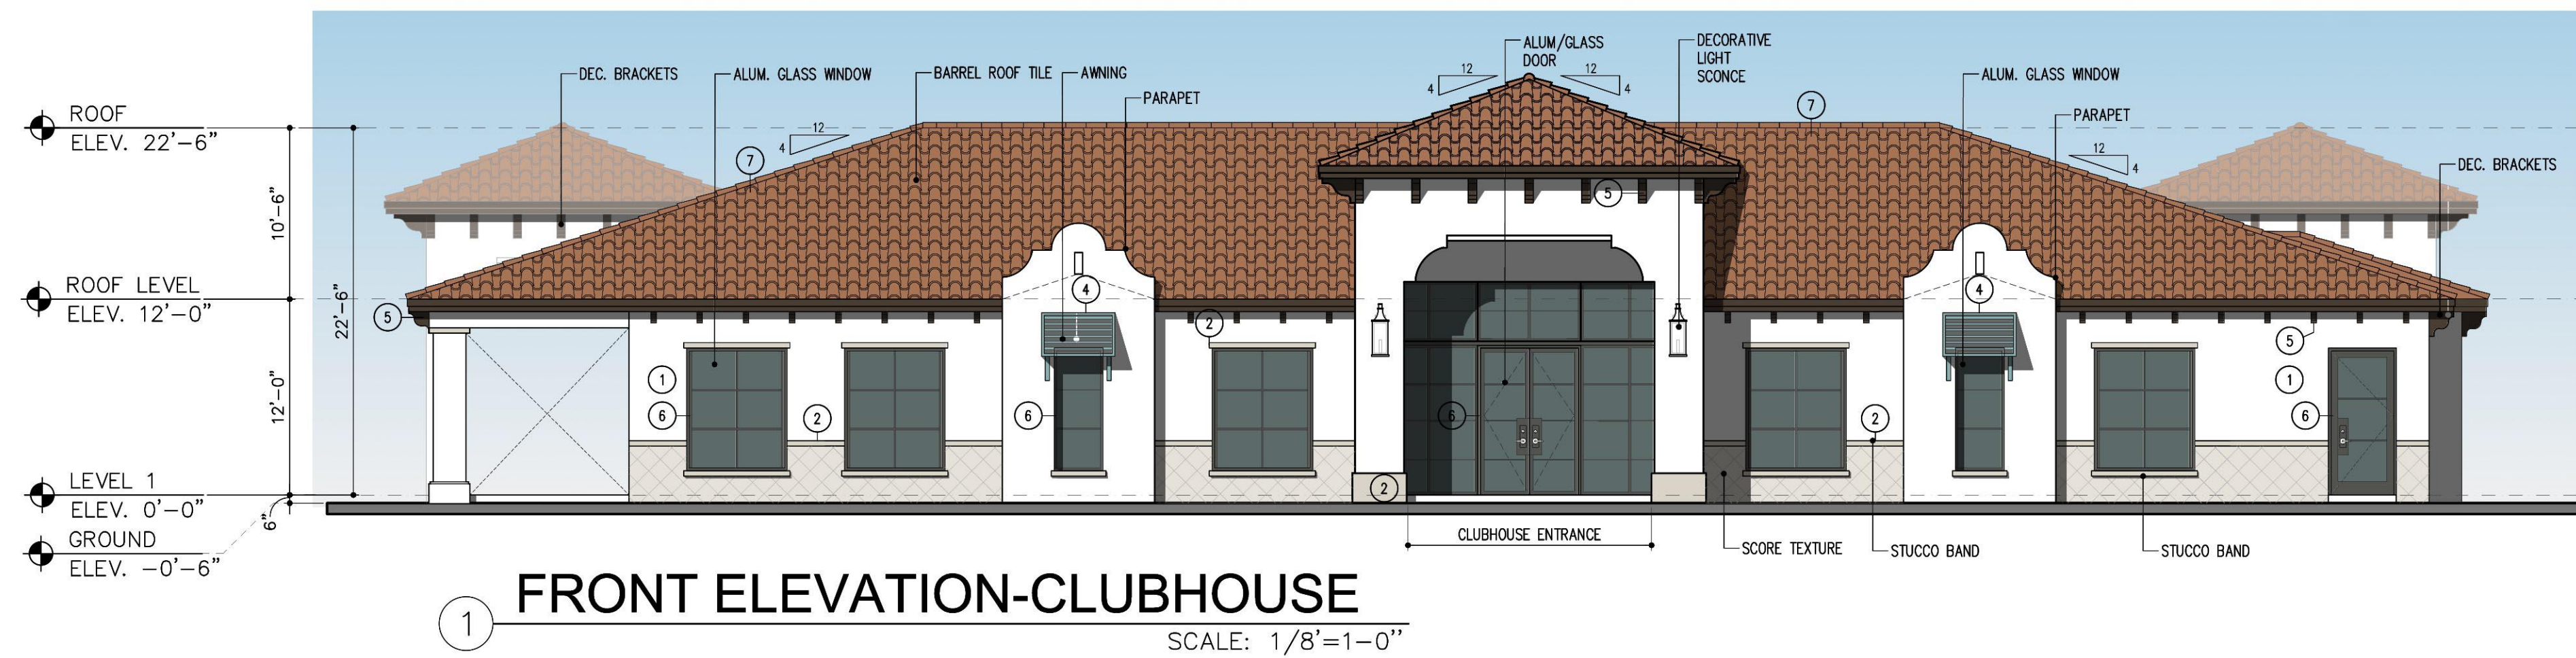 ALUM/GLASS
DOOR
DECORATIVE
LIGHT
SCONCE
DEC. BRACKETS
ALUM. GLASS WINDOW
BARREL ROOF TILE
AWNING
PARAPET
12
4
12
4
ALUM. GLASS WINDOW
PARAPET
7
ROOF
ELEV. 22'-6"
12
4
7
12
4
DEC. BRACKETS
5
10'-6"
ROOF LEVEL
ELEV. 12'-0"
22'-6"
5
4
2
4
5
12'-0"
1
6
2
6
6
2
1
6
LEVEL 1
ELEV. 0'-0"
6"
2
GROUND
ELEV. -0'-6"
CLUBHOUSE ENTRANCE
SCORE TEXTURE
STUCCO BAND
STUCCO BAND
1
FRONT ELEVATION-CLUBHOUSE
SCALE: 1/8'=1-0''